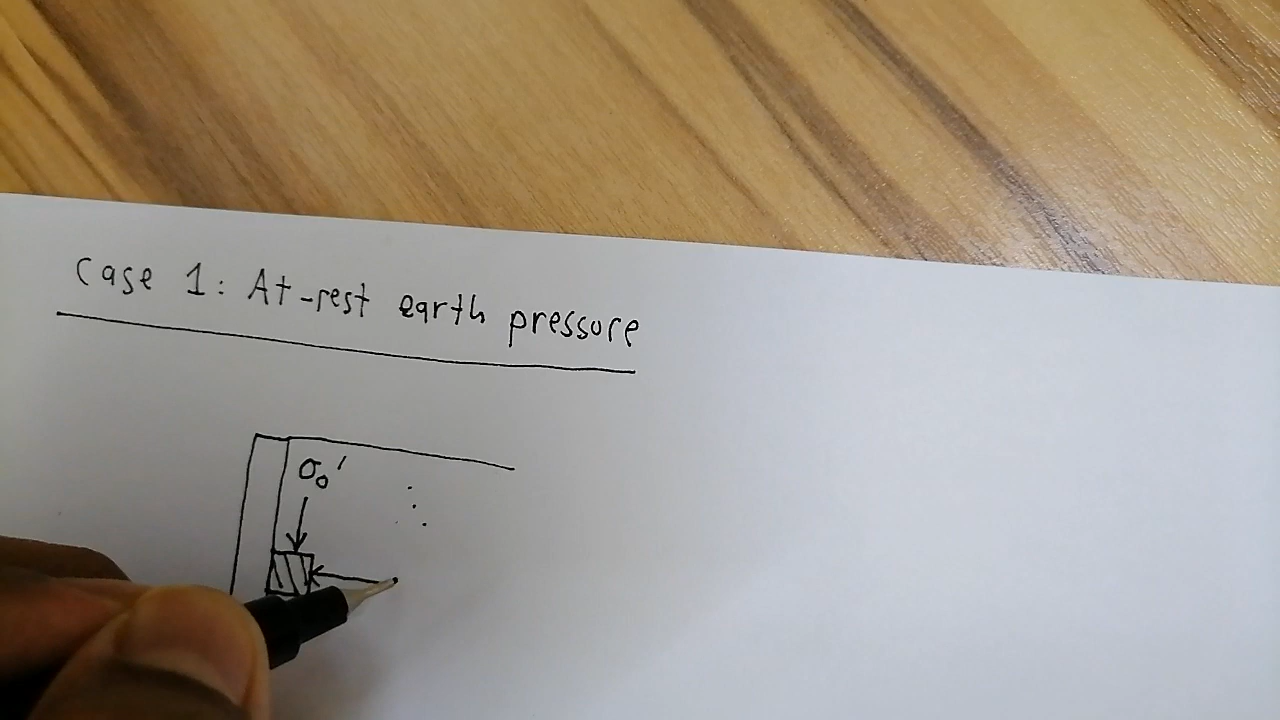 Case 1: At-rest earth pressure
σ₀'